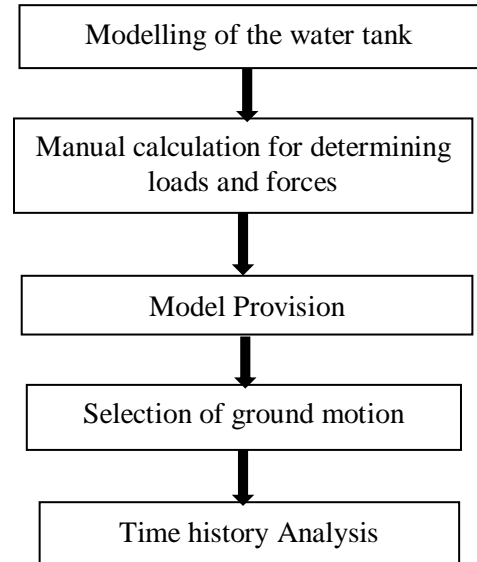 Modelling of the water tank
Manual calculation for determining
loads and forces
Model Provision
Selection of ground motion
Time history Analysis